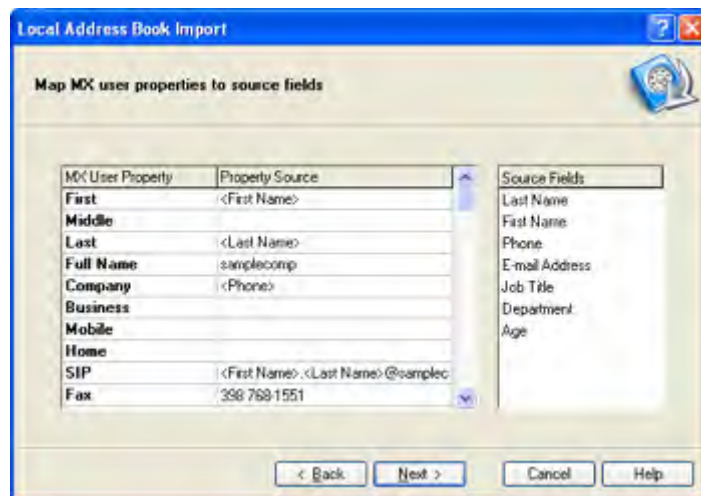 Local Address Book Import
Map MX user properties to source fields
MX User Property Property Source
First <First Name>
Middle
Last <Last Name>
Full Name samplecomp
Company <Phone>
Business
Mobile
Home
SIP <First Name>.<Last Name>@samplec
Fax 398 768-1551
Source Fields
Last Name
First Name
Phone
E-mail Address
Job Title
Department
Age
< Back Next > Cancel Help